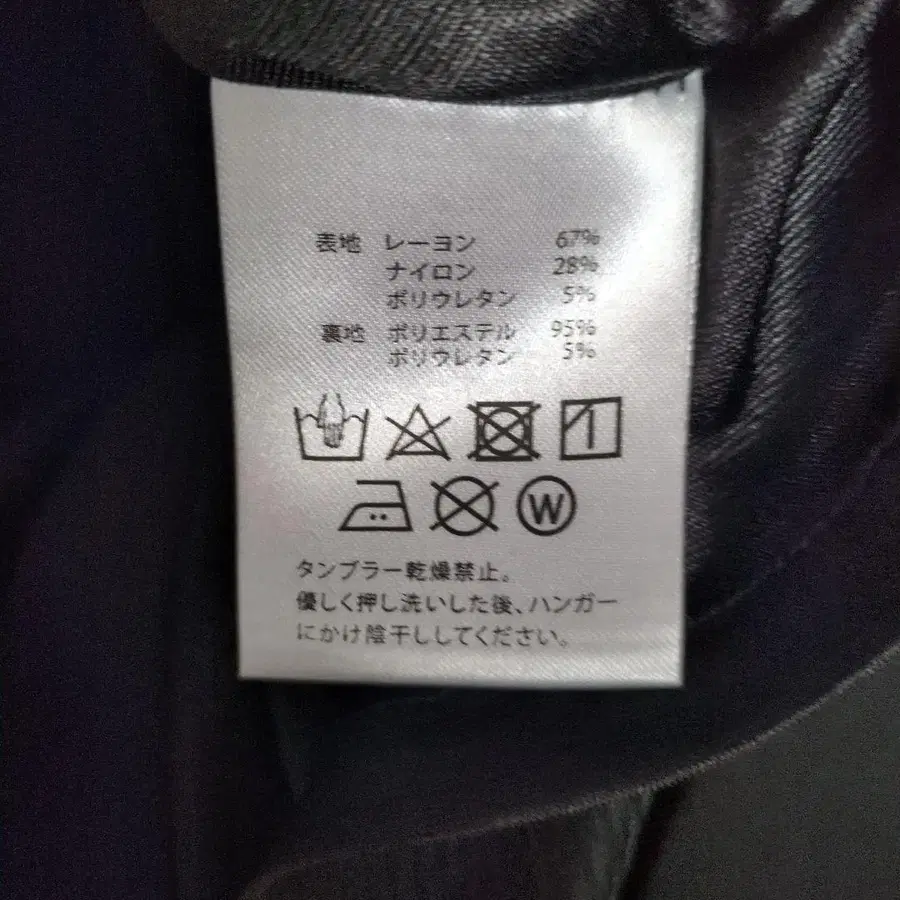 表地 レーヨン 67%
ナイロン 28%
ポリウレタン 5%
裏地 ポリエステル 95%
ポリウレタン 5%
W
タンブラー乾燥禁止。
優しく押し洗いした後、ハンガー
にかけ陰干ししてください。